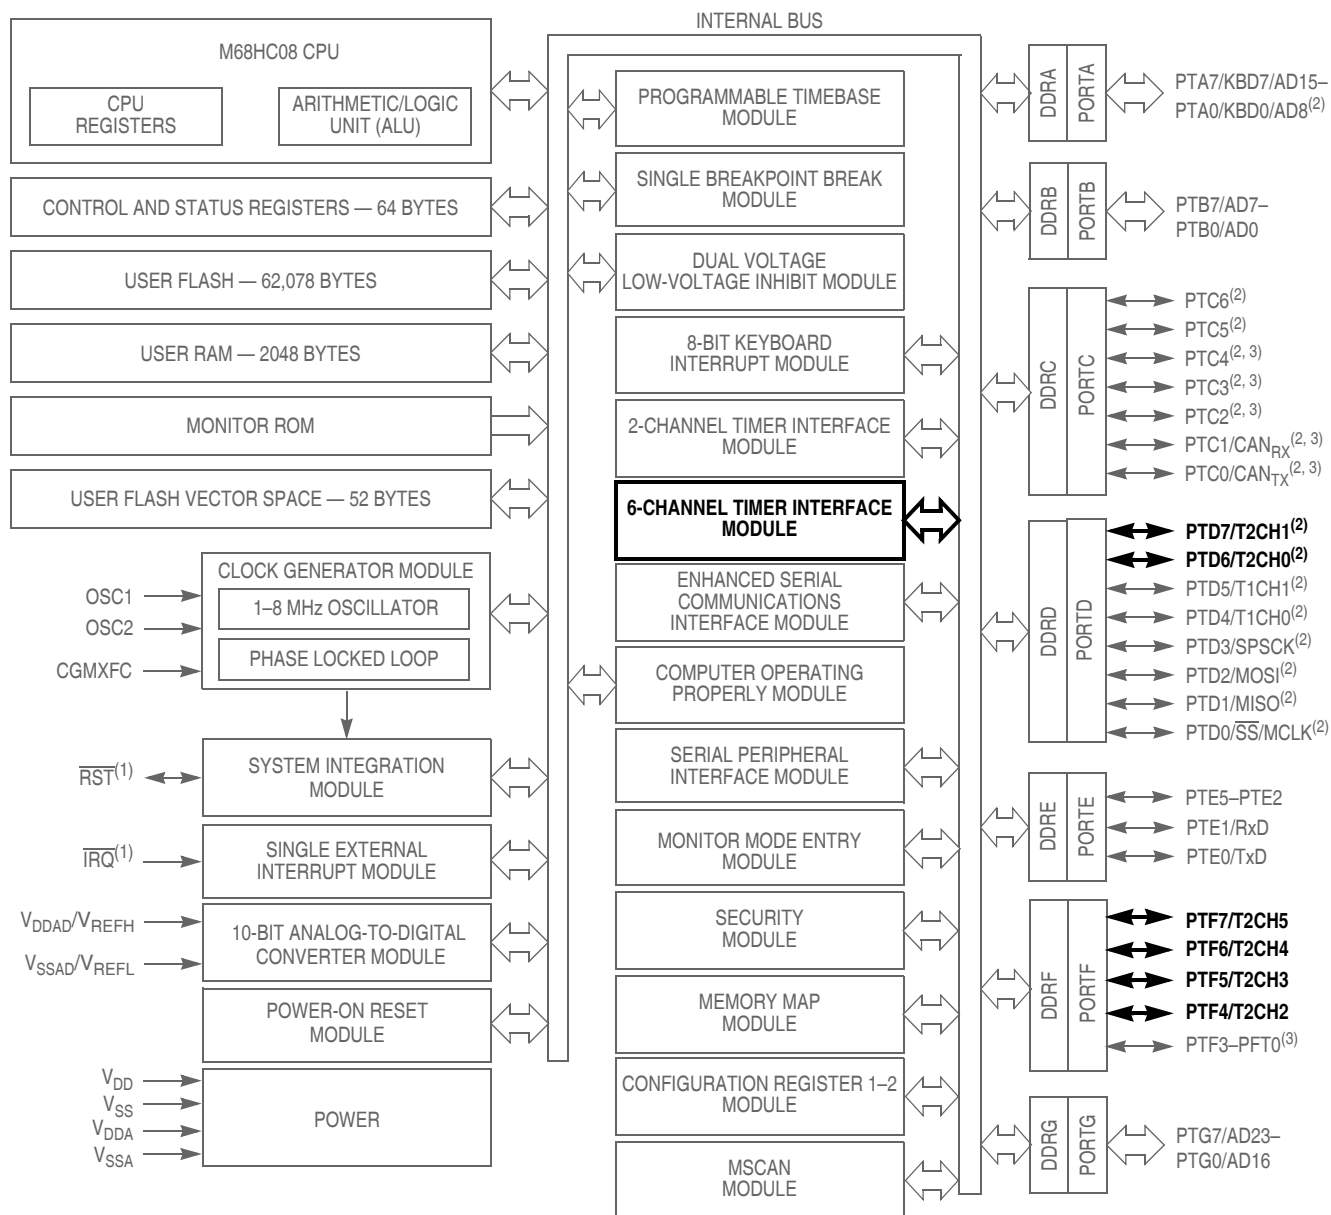 INTERNAL BUS
M68HC08 CPU
CPU
REGISTERS
ARITHMETIC/LOGIC
UNIT (ALU)
CONTROL AND STATUS REGISTERS — 64 BYTES
USER FLASH — 62,078 BYTES
USER RAM — 2048 BYTES
MONITOR ROM
USER FLASH VECTOR SPACE — 52 BYTES
CLOCK GENERATOR MODULE
1–8 MHz OSCILLATOR
PHASE LOCKED LOOP
OSC1
OSC2
CGMXFC
SYSTEM INTEGRATION
MODULE
RST(1)
SINGLE EXTERNAL
INTERRUPT MODULE
IRQ(1)
10-BIT ANALOG-TO-DIGITAL
CONVERTER MODULE
VDDAD/VREFH
VSSAD/VREFL
POWER-ON RESET
MODULE
POWER
VDD
VSS
VDDA
VSSA
PROGRAMMABLE TIMEBASE
MODULE
SINGLE BREAKPOINT BREAK
MODULE
DUAL VOLTAGE
LOW-VOLTAGE INHIBIT MODULE
8-BIT KEYBOARD
INTERRUPT MODULE
2-CHANNEL TIMER INTERFACE
MODULE
6-CHANNEL TIMER INTERFACE
MODULE
ENHANCED SERIAL
COMMUNICATIONS
INTERFACE MODULE
COMPUTER OPERATING
PROPERLY MODULE
SERIAL PERIPHERAL
INTERFACE MODULE
MONITOR MODE ENTRY
MODULE
SECURITY
MODULE
MEMORY MAP
MODULE
CONFIGURATION REGISTER 1–2
MODULE
MSCAN
MODULE
DDRA
PORTA
PTA7/KBD7/AD15–
PTA0/KBD0/AD8(2)
DDRB
PORTB
PTB7/AD7–
PTB0/AD0
DDRC
PORTC
PTC6(2)
PTC5(2)
PTC4(2, 3)
PTC3(2, 3)
PTC2(2, 3)
PTC1/CANRX(2, 3)
PTC0/CANTX(2, 3)
DDRD
PORTD
PTD7/T2CH1(2)
PTD6/T2CH0(2)
PTD5/T1CH1(2)
PTD4/T1CH0(2)
PTD3/SPSCK(2)
PTD2/MOSI(2)
PTD1/MISO(2)
PTD0/SS/MCLK(2)
DDRE
PORTE
PTE5–PTE2
PTE1/RxD
PTE0/TxD
DDRF
PORTF
PTF7/T2CH5
PTF6/T2CH4
PTF5/T2CH3
PTF4/T2CH2
PTF3–PFT0(3)
DDRG
PORTG
PTG7/AD23–
PTG0/AD16